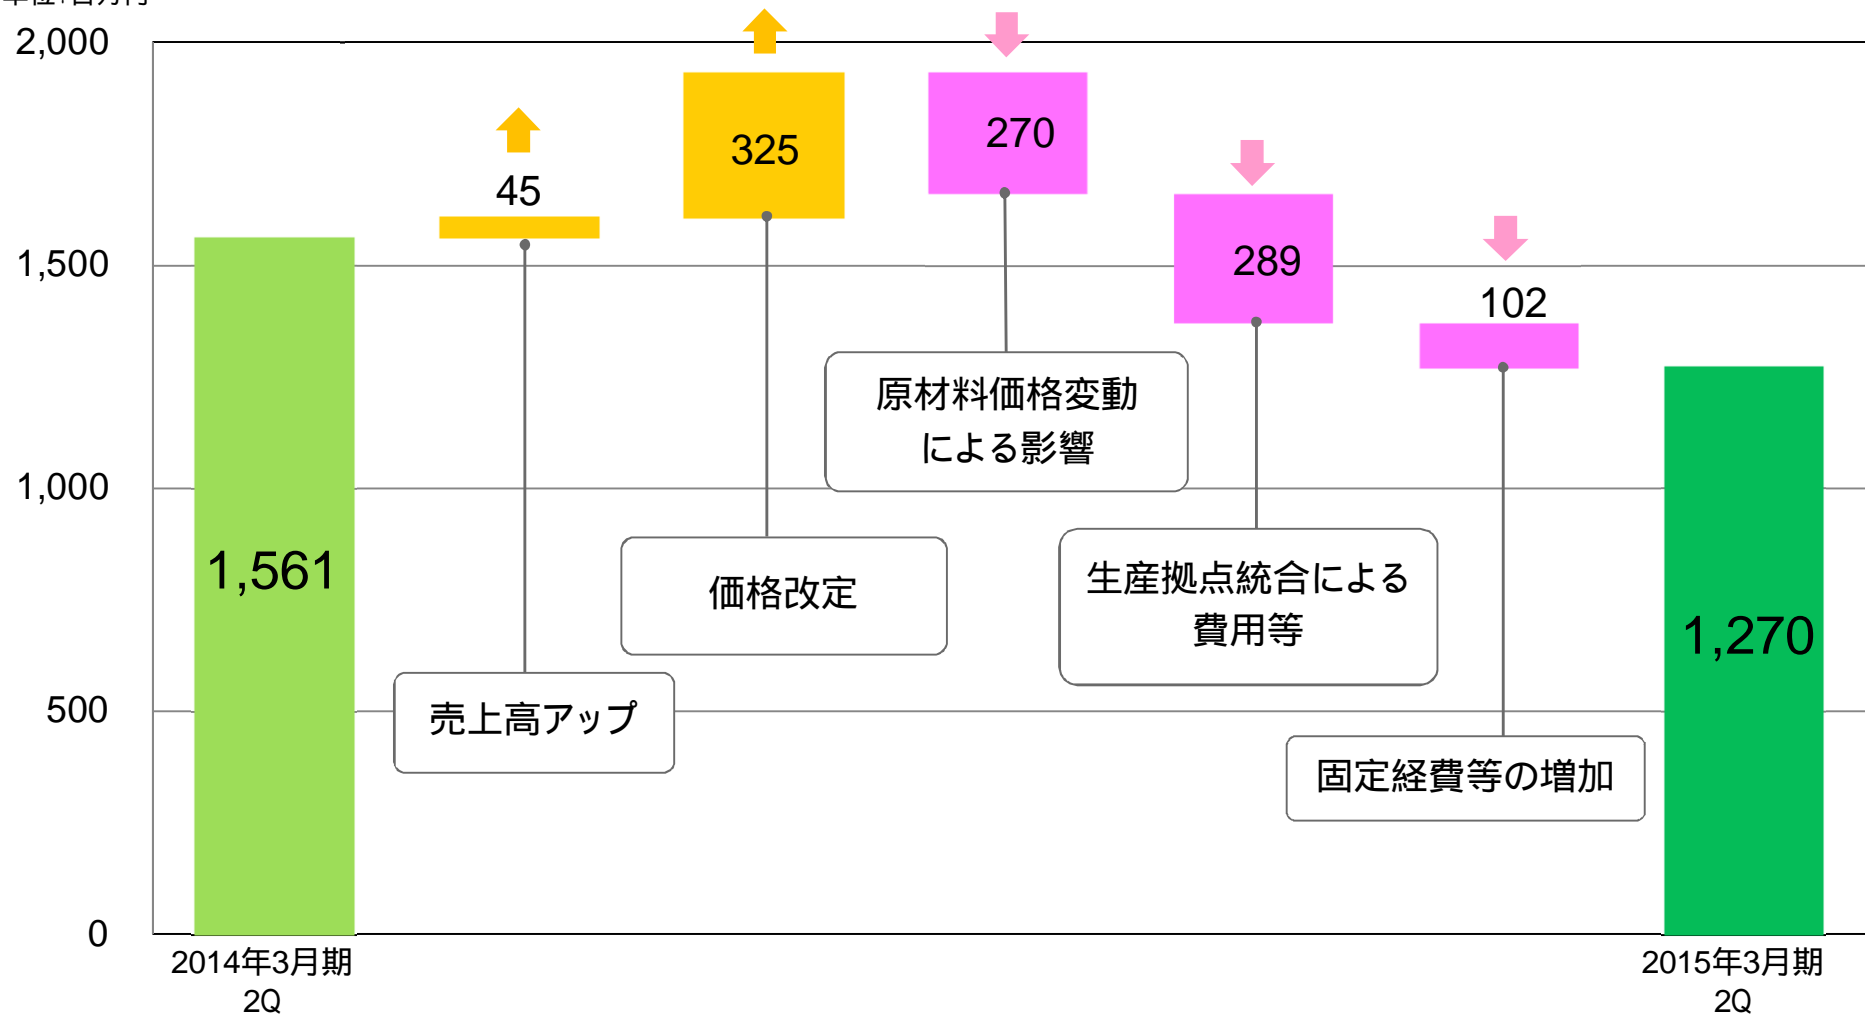 2,000
1,500
1,000
500
0
1,561
45
325
270
289
102
1,270
原材料価格変動
による影響
価格改定
生産拠点統合による
費用等
売上高アップ
固定経費等の増加
2014年3月期
2Q
2015年3月期
2Q